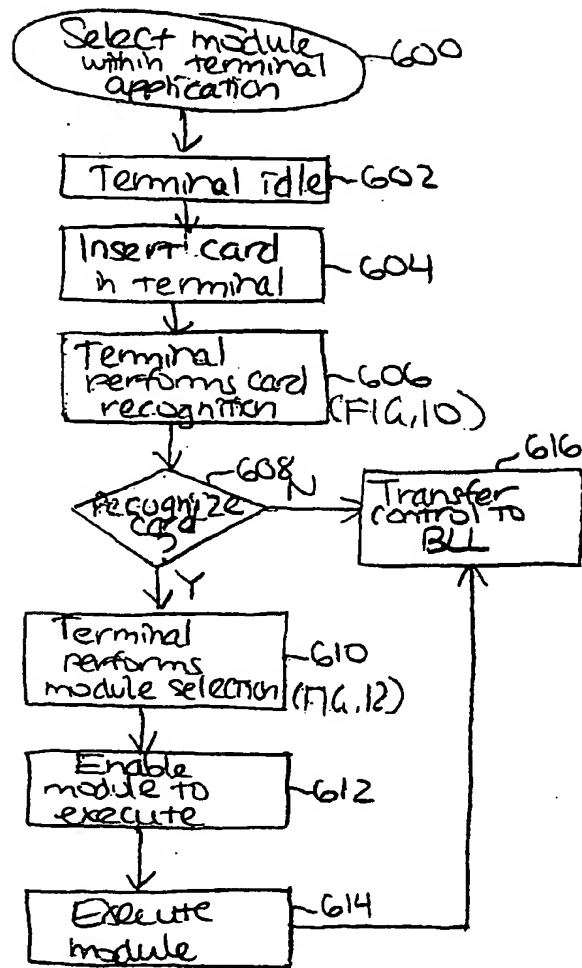 Select module
within terminal
application
600
Terminal idle
602
Insert card
in terminal
604
Terminal
performs card
recognition
606
(FIG.10)
608
recognize
card
?
N
616
Transfer
control to
BLL
Y
Terminal
performs
module selection
610
(FIG.12)
Enable
module to
execute
612
Execute
module
614